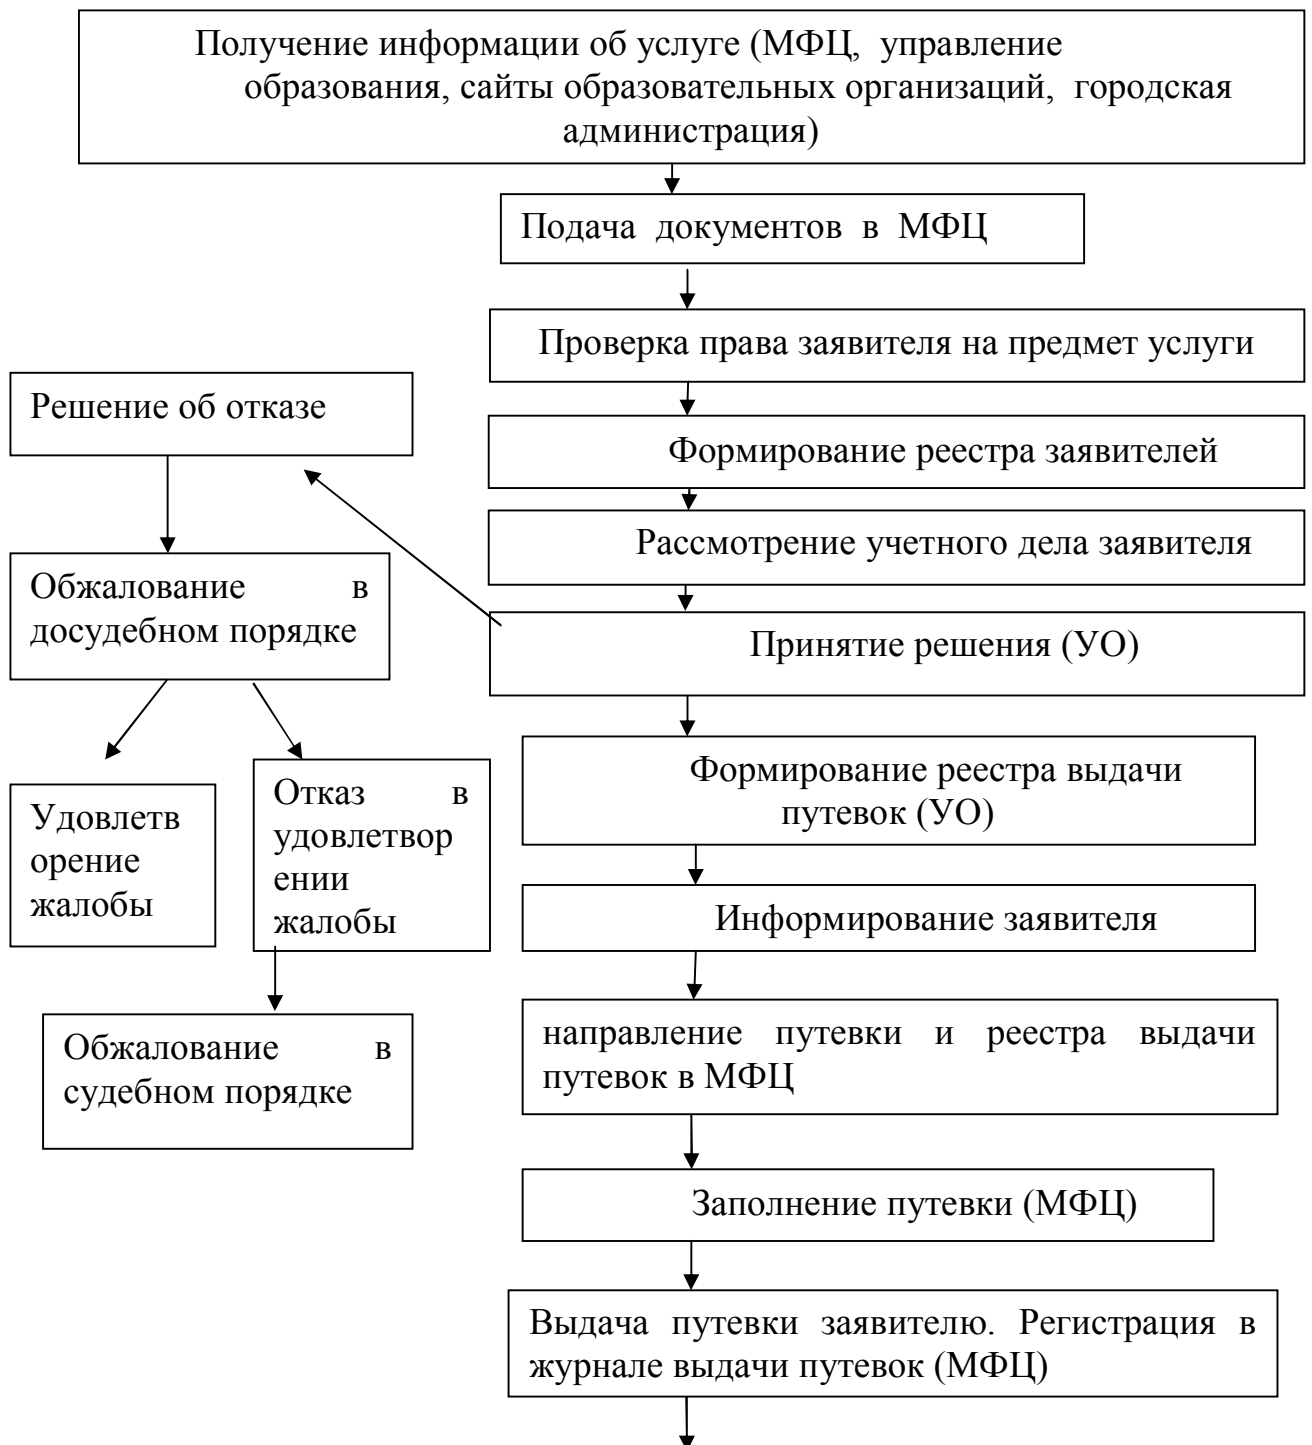 Получение информации об услуге (МФЦ, управление
образования, сайты образовательных организаций, городская
администрация)
Подача документов в МФЦ
Проверка права заявителя на предмет услуги
Решение об отказе
Формирование реестра заявителей
Рассмотрение учетного дела заявителя
Обжалование в
досудебном порядке
Принятие решения (УО)
Формирование реестра выдачи
путевок (УО)
Удовлетв
орение
жалобы
Отказ в
удовлетвор
ении
жалобы
Информирование заявителя
Обжалование в
судебном порядке
направление путевки и реестра выдачи
путевок в МФЦ
Заполнение путевки (МФЦ)
Выдача путевки заявителю. Регистрация в
журнале выдачи путевок (МФЦ)